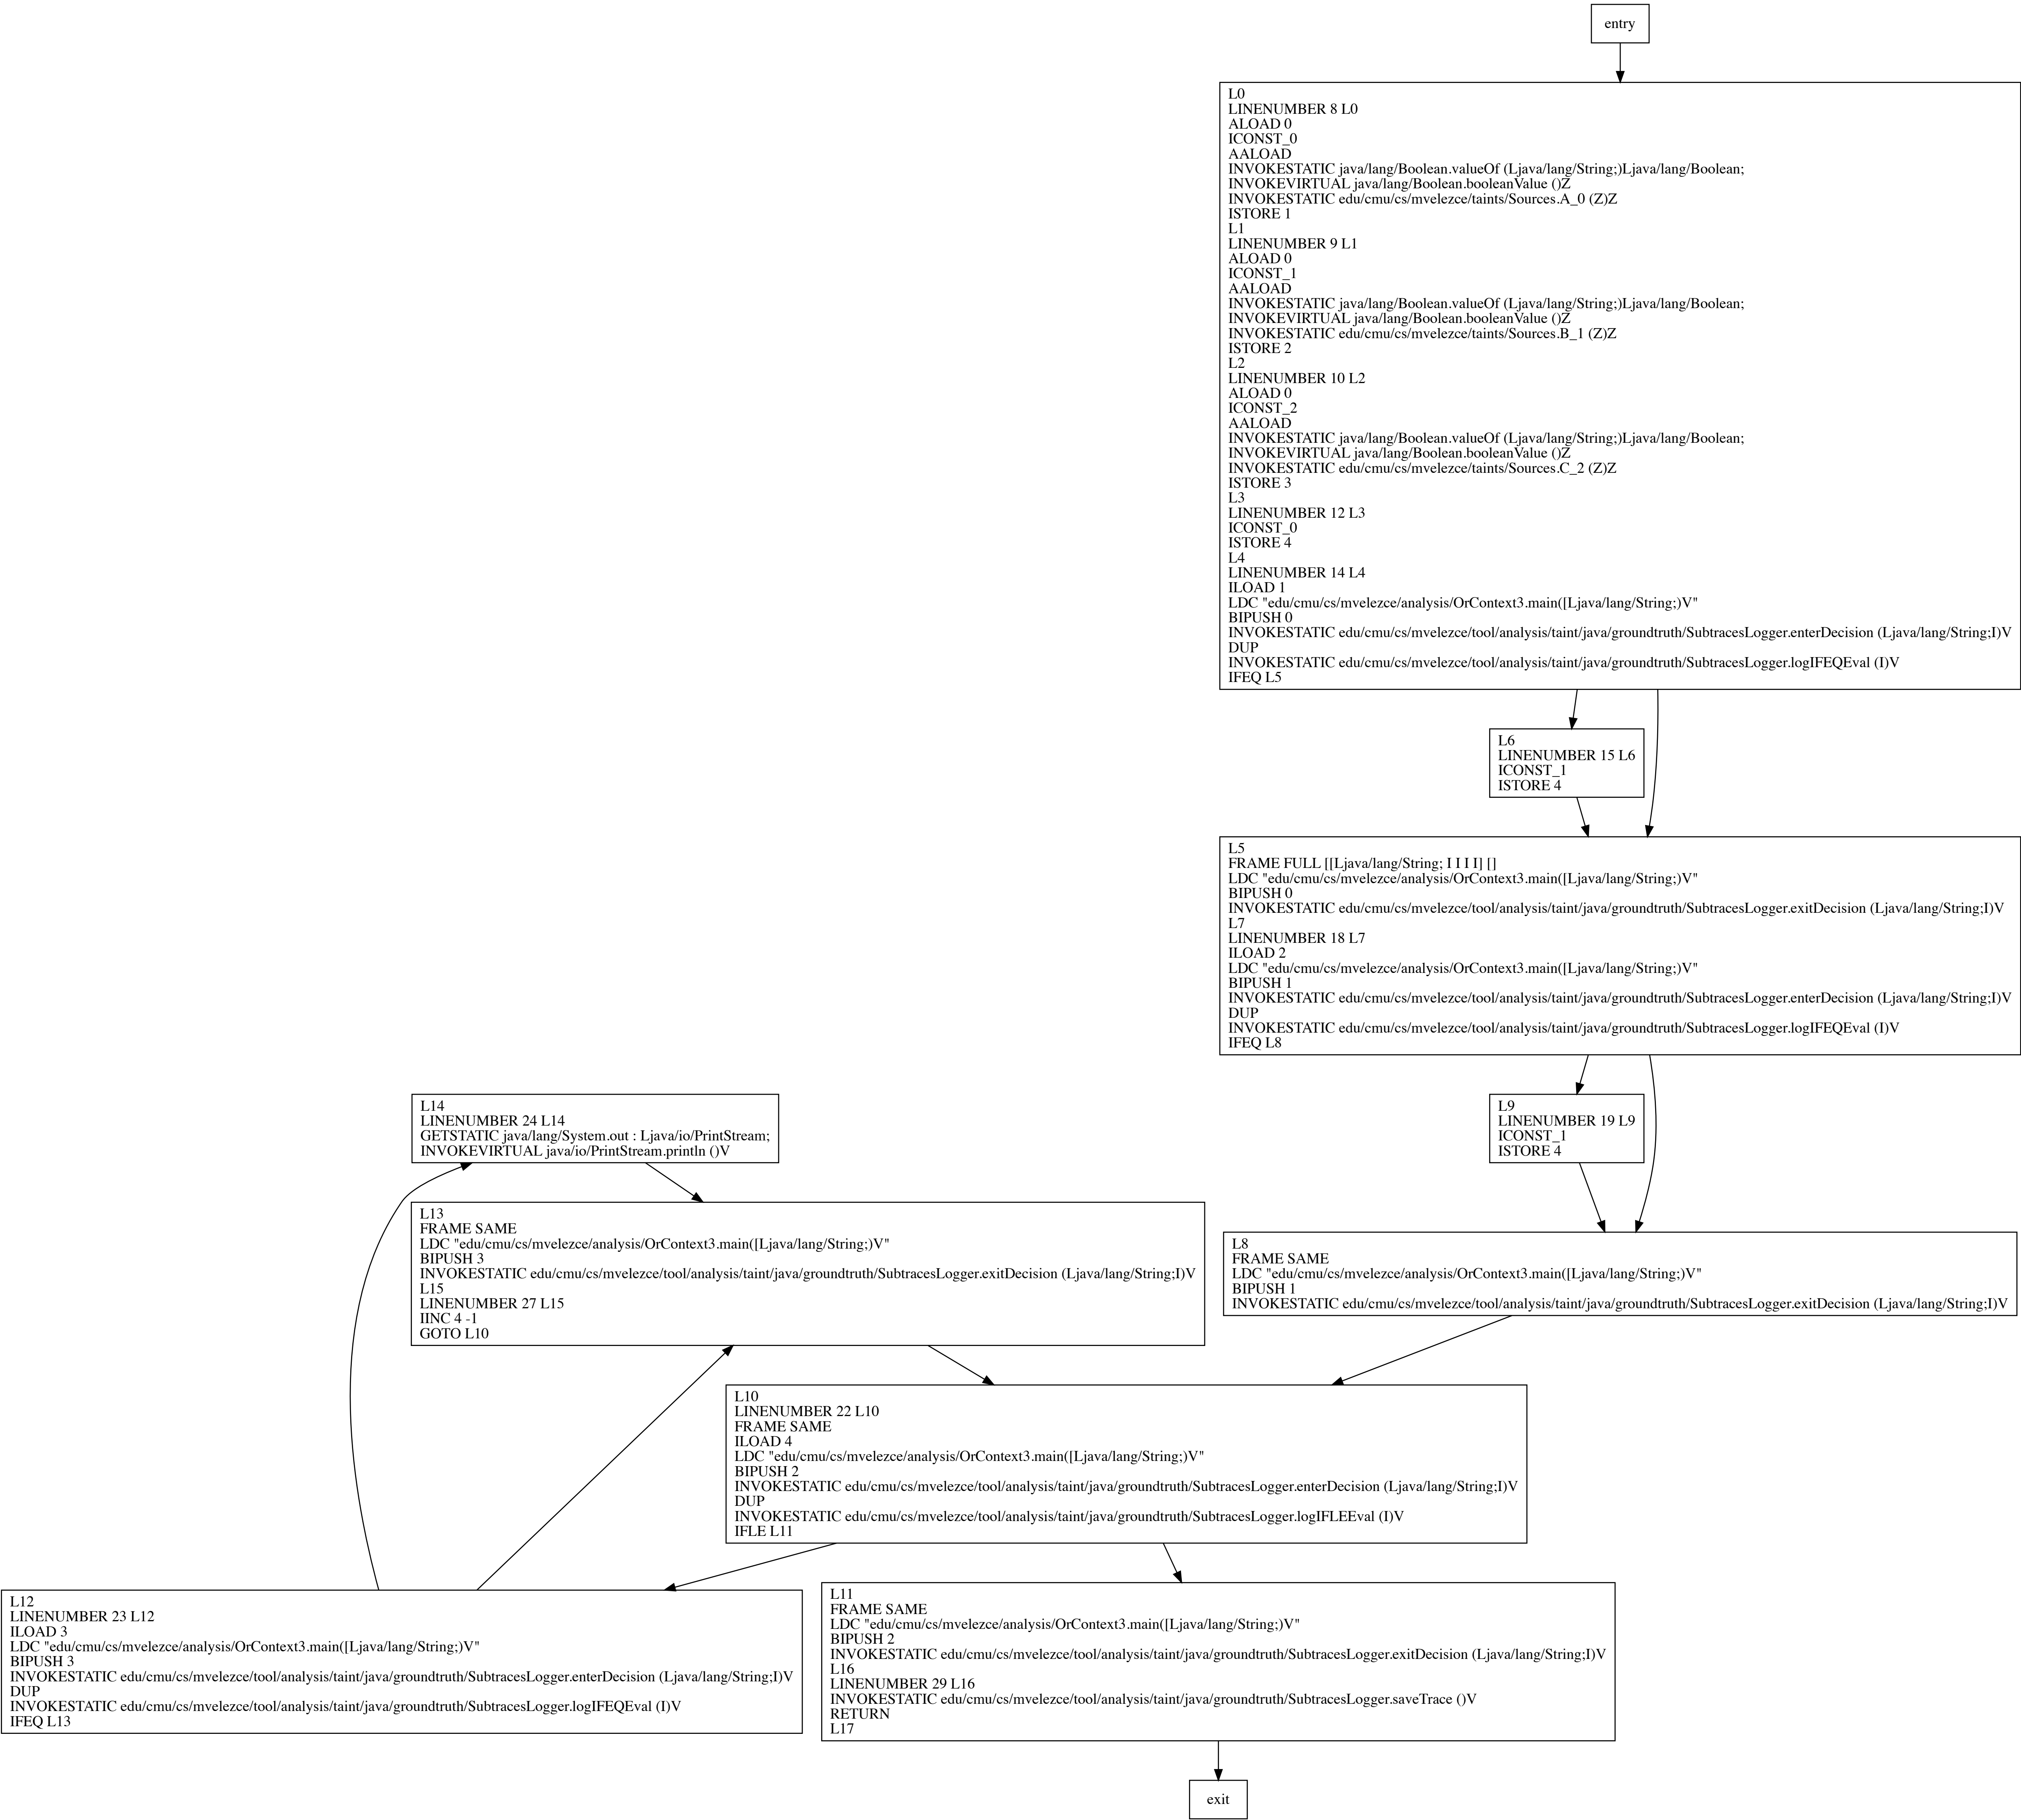 entry
L0
LINENUMBER 8 L0
ALOAD 0
ICONST_0
AALOAD
INVOKESTATIC java/lang/Boolean.valueOf (Ljava/lang/String;)Ljava/lang/Boolean;
INVOKEVIRTUAL java/lang/Boolean.booleanValue ()Z
INVOKESTATIC edu/cmu/cs/mvelezce/taints/Sources.A_0 (Z)Z
ISTORE 1
L1
LINENUMBER 9 L1
ALOAD 0
ICONST_1
AALOAD
INVOKESTATIC java/lang/Boolean.valueOf (Ljava/lang/String;)Ljava/lang/Boolean;
INVOKEVIRTUAL java/lang/Boolean.booleanValue ()Z
INVOKESTATIC edu/cmu/cs/mvelezce/taints/Sources.B_1 (Z)Z
ISTORE 2
L2
LINENUMBER 10 L2
ALOAD 0
ICONST_2
AALOAD
INVOKESTATIC java/lang/Boolean.valueOf (Ljava/lang/String;)Ljava/lang/Boolean;
INVOKEVIRTUAL java/lang/Boolean.booleanValue ()Z
INVOKESTATIC edu/cmu/cs/mvelezce/taints/Sources.C_2 (Z)Z
ISTORE 3
L3
LINENUMBER 12 L3
ICONST_0
ISTORE 4
L4
LINENUMBER 14 L4
ILOAD 1
LDC "edu/cmu/cs/mvelezce/analysis/OrContext3.main([Ljava/lang/String;)V"
BIPUSH 0
INVOKESTATIC edu/cmu/cs/mvelezce/tool/analysis/taint/java/groundtruth/SubtracesLogger.enterDecision (Ljava/lang/String;I)V
DUP
INVOKESTATIC edu/cmu/cs/mvelezce/tool/analysis/taint/java/groundtruth/SubtracesLogger.logIFEQEval (I)V
IFEQ L5
L6
LINENUMBER 15 L6
ICONST_1
ISTORE 4
L5
FRAME FULL [[Ljava/lang/String; I I I I] []
LDC "edu/cmu/cs/mvelezce/analysis/OrContext3.main([Ljava/lang/String;)V"
BIPUSH 0
INVOKESTATIC edu/cmu/cs/mvelezce/tool/analysis/taint/java/groundtruth/SubtracesLogger.exitDecision (Ljava/lang/String;I)V
L7
LINENUMBER 18 L7
ILOAD 2
LDC "edu/cmu/cs/mvelezce/analysis/OrContext3.main([Ljava/lang/String;)V"
BIPUSH 1
INVOKESTATIC edu/cmu/cs/mvelezce/tool/analysis/taint/java/groundtruth/SubtracesLogger.enterDecision (Ljava/lang/String;I)V
DUP
INVOKESTATIC edu/cmu/cs/mvelezce/tool/analysis/taint/java/groundtruth/SubtracesLogger.logIFEQEval (I)V
IFEQ L8
L9
LINENUMBER 19 L9
ICONST_1
ISTORE 4
L14
LINENUMBER 24 L14
GETSTATIC java/lang/System.out : Ljava/io/PrintStream;
INVOKEVIRTUAL java/io/PrintStream.println ()V
L13
FRAME SAME
LDC "edu/cmu/cs/mvelezce/analysis/OrContext3.main([Ljava/lang/String;)V"
BIPUSH 3
INVOKESTATIC edu/cmu/cs/mvelezce/tool/analysis/taint/java/groundtruth/SubtracesLogger.exitDecision (Ljava/lang/String;I)V
L15
LINENUMBER 27 L15
IINC 4 -1
GOTO L10
L8
FRAME SAME
LDC "edu/cmu/cs/mvelezce/analysis/OrContext3.main([Ljava/lang/String;)V"
BIPUSH 1
INVOKESTATIC edu/cmu/cs/mvelezce/tool/analysis/taint/java/groundtruth/SubtracesLogger.exitDecision (Ljava/lang/String;I)V
L10
LINENUMBER 22 L10
FRAME SAME
ILOAD 4
LDC "edu/cmu/cs/mvelezce/analysis/OrContext3.main([Ljava/lang/String;)V"
BIPUSH 2
INVOKESTATIC edu/cmu/cs/mvelezce/tool/analysis/taint/java/groundtruth/SubtracesLogger.enterDecision (Ljava/lang/String;I)V
DUP
INVOKESTATIC edu/cmu/cs/mvelezce/tool/analysis/taint/java/groundtruth/SubtracesLogger.logIFLEEval (I)V
IFLE L11
L12
LINENUMBER 23 L12
ILOAD 3
LDC "edu/cmu/cs/mvelezce/analysis/OrContext3.main([Ljava/lang/String;)V"
BIPUSH 3
INVOKESTATIC edu/cmu/cs/mvelezce/tool/analysis/taint/java/groundtruth/SubtracesLogger.enterDecision (Ljava/lang/String;I)V
DUP
INVOKESTATIC edu/cmu/cs/mvelezce/tool/analysis/taint/java/groundtruth/SubtracesLogger.logIFEQEval (I)V
IFEQ L13
L11
FRAME SAME
LDC "edu/cmu/cs/mvelezce/analysis/OrContext3.main([Ljava/lang/String;)V"
BIPUSH 2
INVOKESTATIC edu/cmu/cs/mvelezce/tool/analysis/taint/java/groundtruth/SubtracesLogger.exitDecision (Ljava/lang/String;I)V
L16
LINENUMBER 29 L16
INVOKESTATIC edu/cmu/cs/mvelezce/tool/analysis/taint/java/groundtruth/SubtracesLogger.saveTrace ()V
RETURN
L17
exit